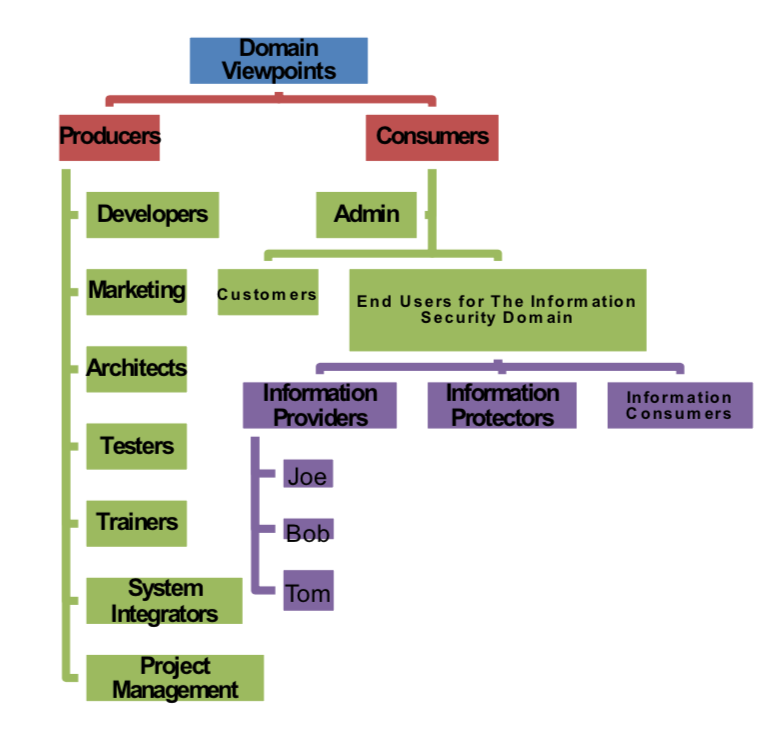 Domain
Viewpoints
Producers
Consumers
Developers
Admin
Marketing
Customers
End Users for The Information
Security Domain
Architects
Information
Providers
Information
Protectors
Information
Consumers
Testers
Joe
Trainers
Bob
System
Integrators
Tom
Project
Management